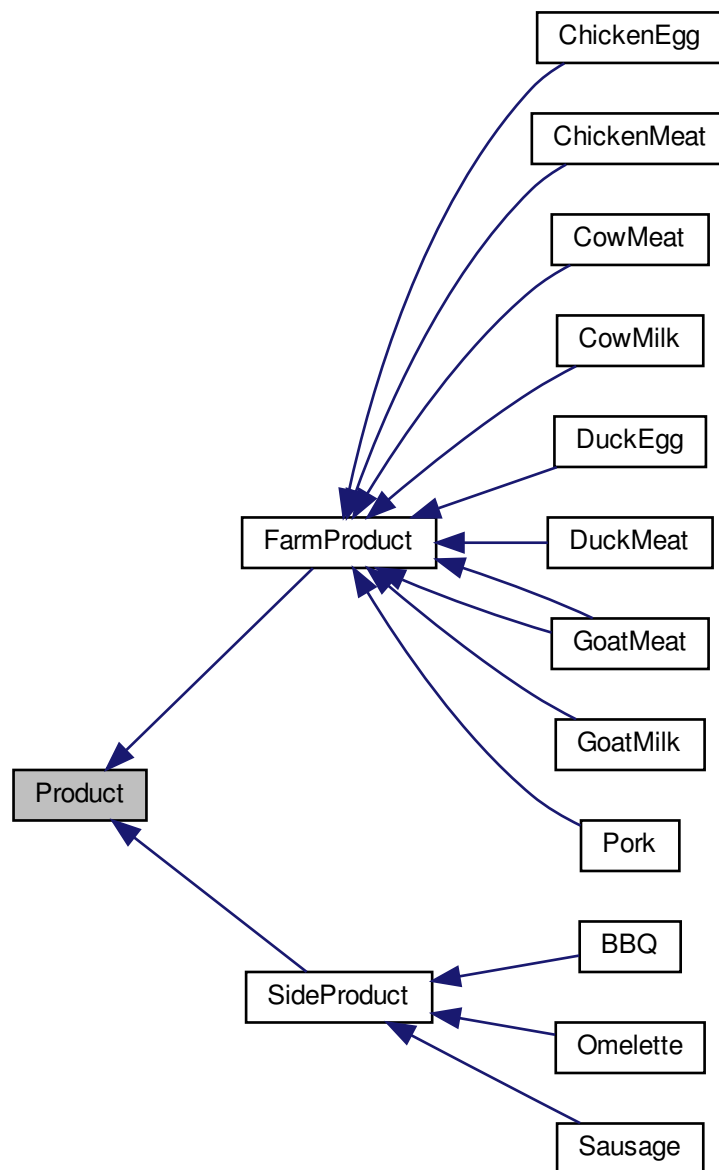 ChickenEgg
ChickenMeat
CowMeat
CowMilk
DuckEgg
FarmProduct
DuckMeat
GoatMeat
GoatMilk
Product
Pork
BBQ
SideProduct
Omelette
Sausage